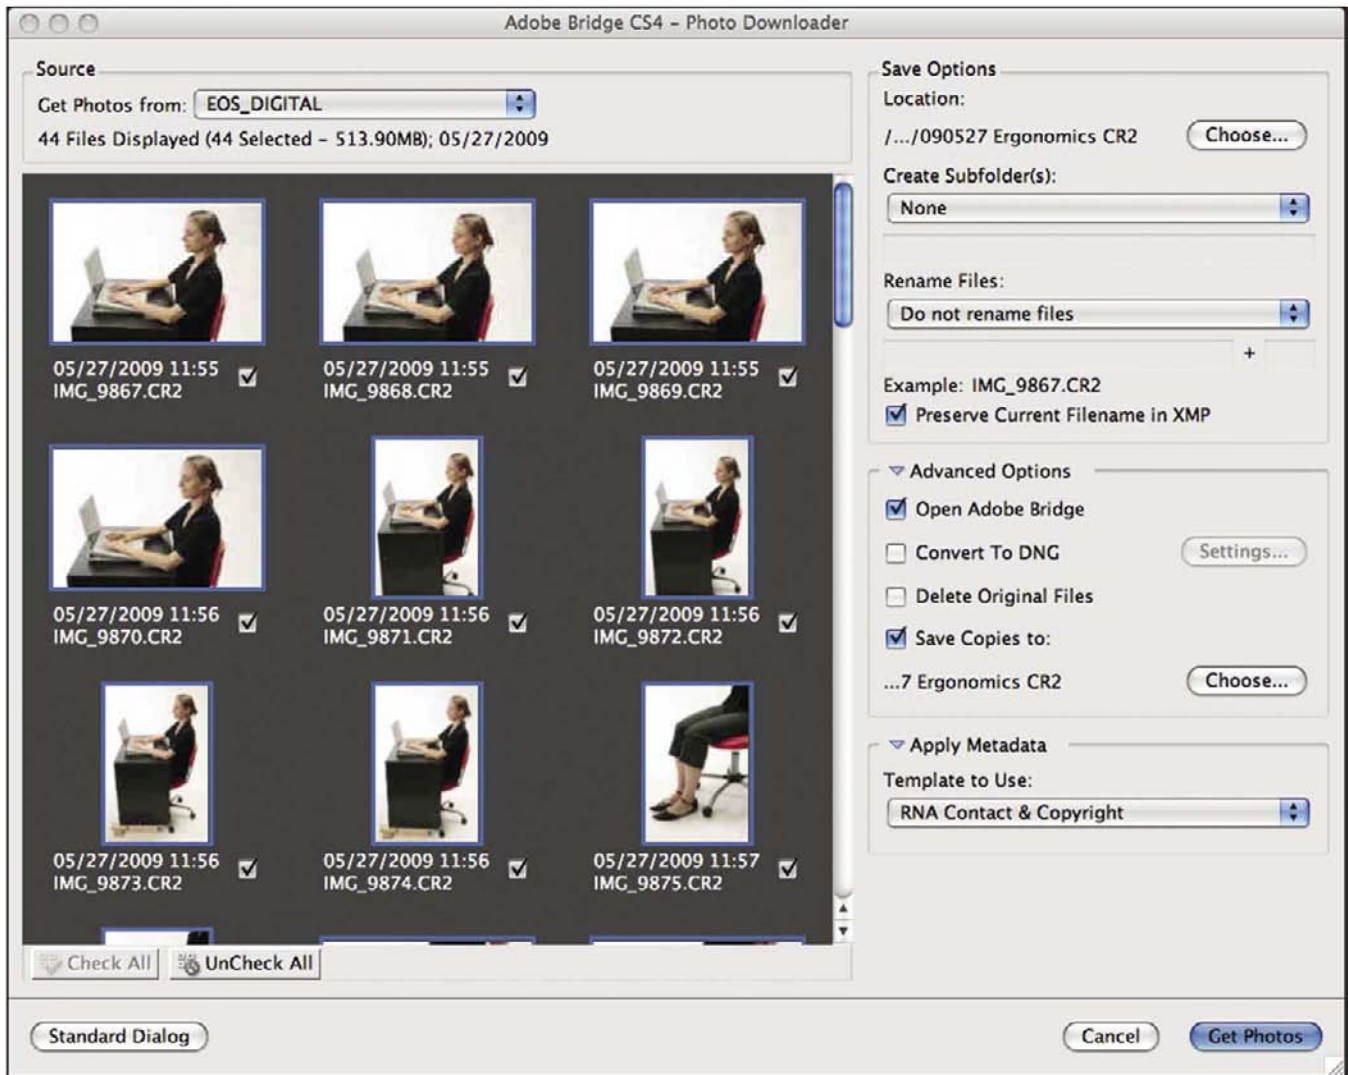 Adobe Bridge CS4 – Photo Downloader
Source
Get Photos from: EOS_DIGITAL
44 Files Displayed (44 Selected – 513.90MB); 05/27/2009
05/27/2009 11:55
IMG_9867.CR2
05/27/2009 11:55
IMG_9868.CR2
05/27/2009 11:55
IMG_9869.CR2
05/27/2009 11:56
IMG_9870.CR2
05/27/2009 11:56
IMG_9871.CR2
05/27/2009 11:56
IMG_9872.CR2
05/27/2009 11:56
IMG_9873.CR2
05/27/2009 11:56
IMG_9874.CR2
05/27/2009 11:57
IMG_9875.CR2
Check All
UnCheck All
Save Options
Location:
/.../090527 Ergonomics CR2 Choose...
Create Subfolder(s):
None
Rename Files:
Do not rename files
+
Example: IMG_9867.CR2
Preserve Current Filename in XMP
Advanced Options
Open Adobe Bridge
Convert To DNG Settings...
Delete Original Files
Save Copies to:
...7 Ergonomics CR2 Choose...
Apply Metadata
Template to Use:
RNA Contact & Copyright
Standard Dialog
Cancel
Get Photos